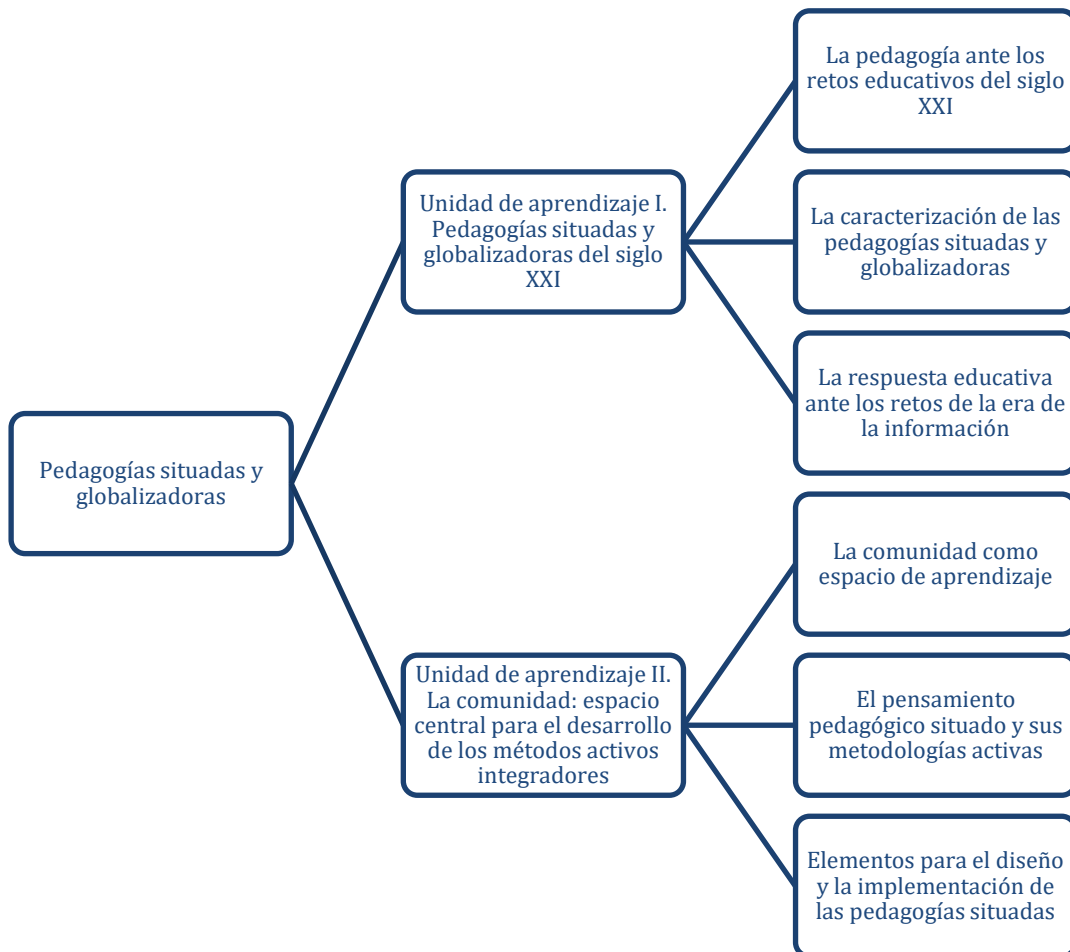 Pedagogías situadas y
globalizadoras
Unidad de aprendizaje I.
Pedagogías situadas y
globalizadoras del siglo
XXI
La pedagogía ante los
retos educativos del siglo
XXI
La caracterización de las
pedagogías situadas y
globalizadoras
La respuesta educativa
ante los retos de la era de
la información
Unidad de aprendizaje II.
La comunidad: espacio
central para el desarrollo
de los métodos activos
integradores
La comunidad como
espacio de aprendizaje
El pensamiento
pedagógico situado y sus
metodologías activas
Elementos para el diseño
y la implementación de
las pedagogías situadas